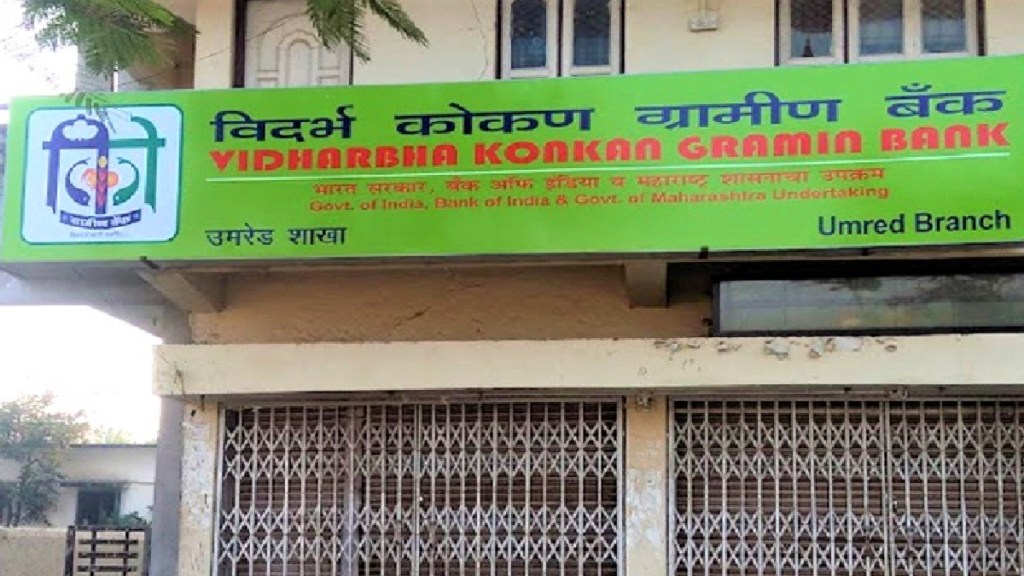 विदर्भ कोकण ग्रामीण बँक
VIDHARBHA KONKAN GRAMIN BANK
भारत सरकार, बँक ऑफ इंडिया व महाराष्ट्र शासनाचा उपक्रम
Govt. of India, Bank of India & Govt. of Maharashtra Undertaking
उमरेड शाखा
Umred Branch
ग्रामीण बैंक